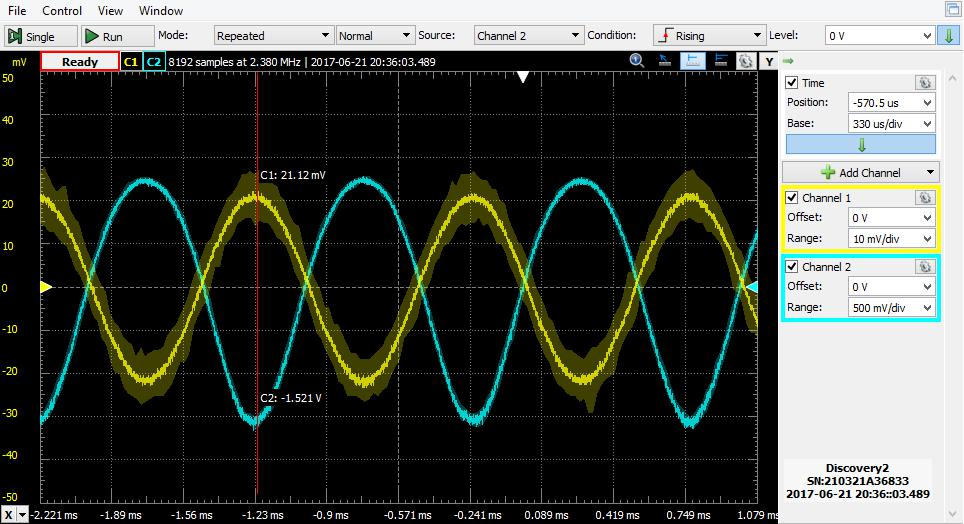 File Control View Window
Single Run Mode: Repeated Normal Source: Channel 2 Condition: Rising Level: 0 V
mV Ready C1 C2 8192 samples at 2.380 MHz | 2017-06-21 20:36:03.489 Y
50
40
30
20
10
0
-10
-20
-30
-40
-50
C1: 21.12 mV
C2: -1.521 V
X -2.221 ms -1.89 ms -1.56 ms -1.23 ms -0.9 ms -0.571 ms -0.241 ms 0.089 ms 0.419 ms 0.749 ms 1.079 ms
Time
Position: -570.5 us
Base: 330 us/div
Add Channel
Channel 1
Offset: 0 V
Range: 10 mV/div
Channel 2
Offset: 0 V
Range: 500 mV/div
Discovery2
SN:210321A36833
2017-06-21 20:36:03.489